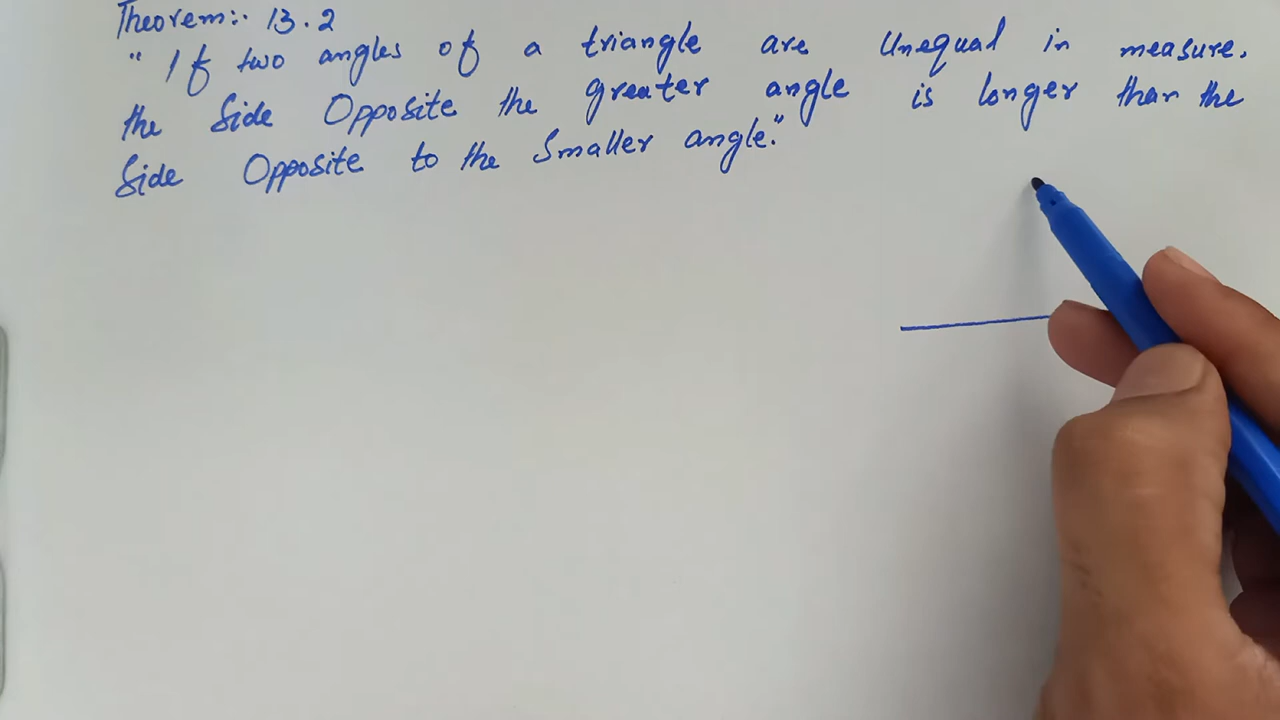 Theorem:- 13.2
"If two angles of a triangle are Unequal in measure.
the Side Opposite the greater angle is longer than the
Side Opposite to the Smaller angle."